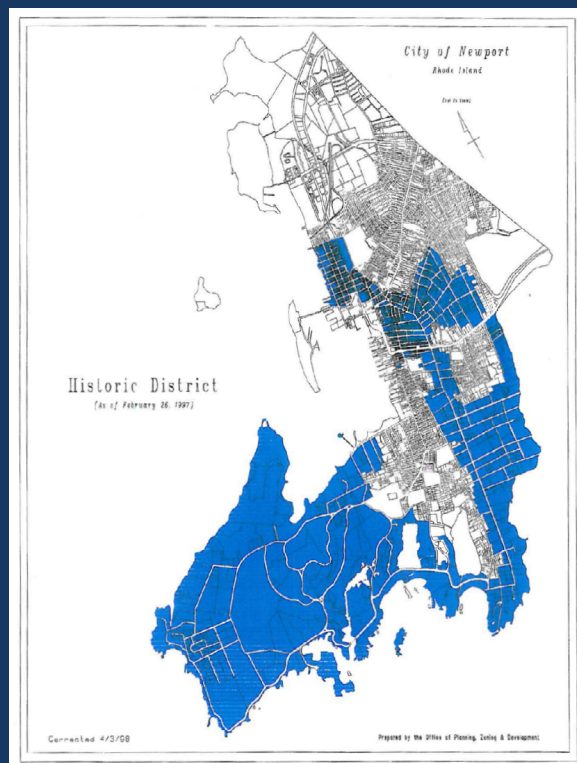 City of Newport
Rhode Island
Historic District
(As of February 26, 1997)
Corrected 4/3/98
Prepared by the Office of Planning, Zoning & Development